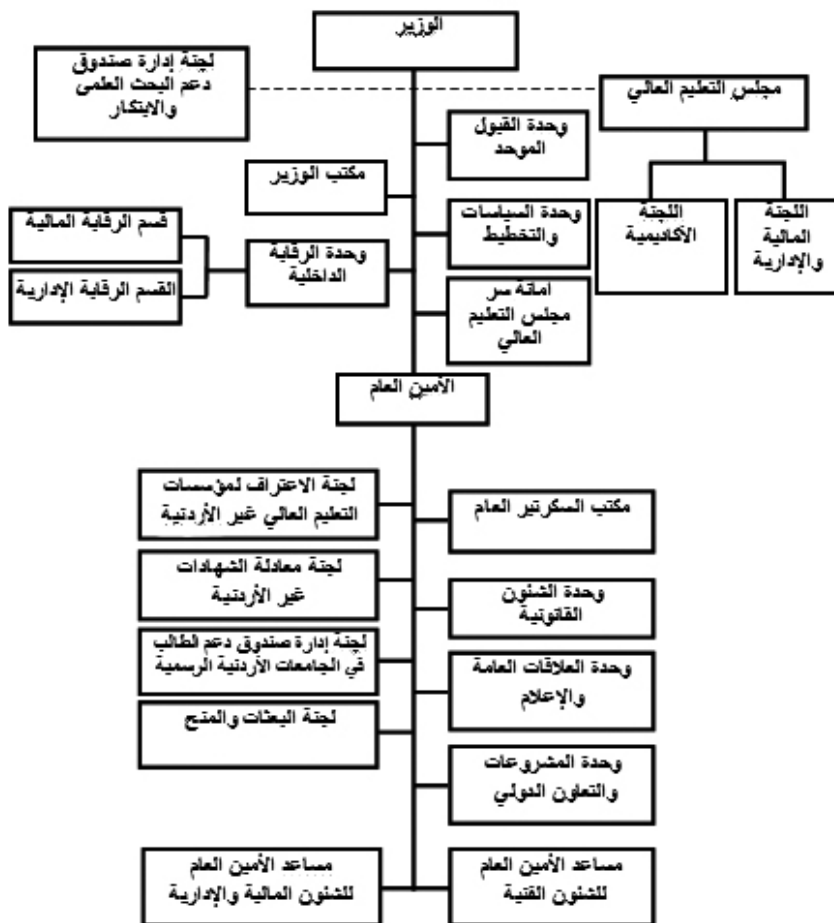 الوزير
لجنة إدارة صندوق
دعم البحث العلمى
والابتكار
مجلس التعليم العالي
وحدة القبول
الموحد
مكتب الوزير
اللجنة
الأكاديمية
اللجنة
المالية
والإدارية
وحدة السياسات
والتخطيط
قسم الرقابة المالية
وحدة الرقابة
الداخلية
القسم الرقابة الإدارية
امانة سر
مجلس التعليم
العالي
الأمين العام
لجنة الاعتراف لمؤسسات
التعليم العالي غير الأردنية
مكتب السكرتير العام
لجنة معادلة الشهادات
غير الأردنية
وحدة الشئون
القانونية
لجنة إدارة صندوق دعم الطالب
في الجامعات الأردنية الرسمية
وحدة العلاقات العامة
والإعلام
لجنة البعثات والمنح
وحدة المشروعات
والتعاون الدولي
مساعد الأمين العام
للشئون الفنية
مساعد الأمين العام
للشئون المالية والإدارية